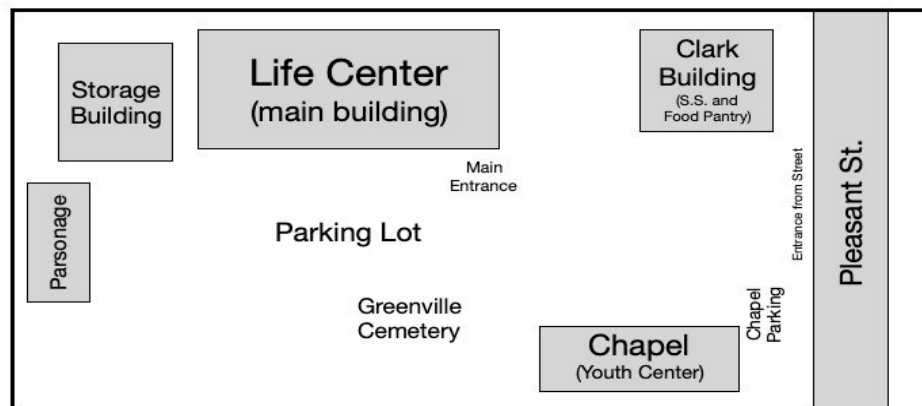 Storage
Building
Life Center
(main building)
Clark
Building
(S.S. and
Food Pantry)
Main
Entrance
Entrance from Street
Pleasant St.
Parsonage
Parking Lot
Greenville
Cemetery
Chapel
Parking
Chapel
(Youth Center)